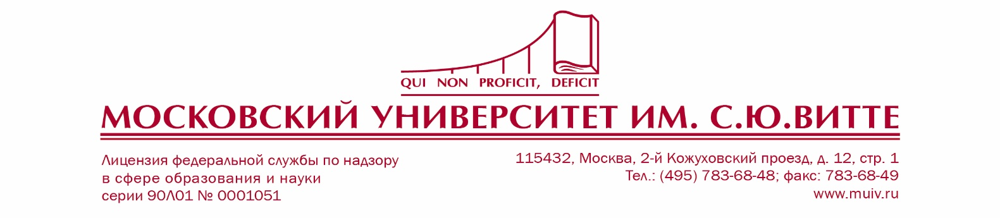 QUI NON PROFICIT, DEFICIT
МОСКОВСКИЙ УНИВЕРСИТЕТ ИМ. С.Ю.ВИТТЕ
Лицензия федеральной службы по надзору
в сфере образования и науки
серии 90Л01 № 0001051
115432, Москва, 2-й Кожуховский проезд, д. 12, стр. 1
Тел.: (495) 783-68-48; факс: 783-68-49
www.muiv.ru